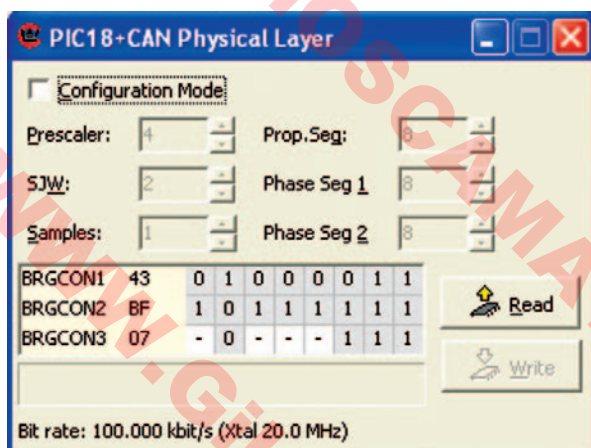 PIC18+CAN Physical Layer
Configuration Mode
Prescaler: 4 Prop.Seg: 8
SJW: 2 Phase Seg 1 8
Samples: 1 Phase Seg 2 8
BRGCON1 43 0 1 0 0 0 0 1 1
BRGCON2 BF 1 0 1 1 1 1 1 1
BRGCON3 07 - 0 - - - 1 1 1
Read
Write
Bit rate: 100.000 kbit/s (Xtal 20.0 MHz)